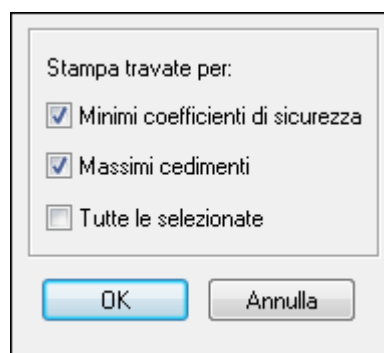 Stampa travate per:
Minimi coefficienti di sicurezza
Massimi cedimenti
Tutte le selezionate
OK Annulla